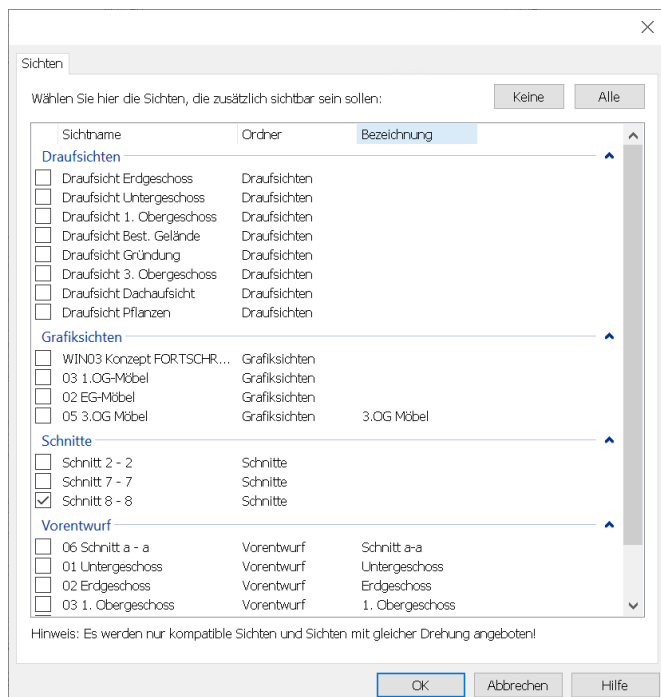 Sichten
Wählen Sie hier die Sichten, die zusätzlich sichtbar sein sollen: Keine Alle
Sichtname Ordner Bezeichnung
Draufsichten
Draufsicht Erdgeschoss Draufsichten
Draufsicht Untergeschoss Draufsichten
Draufsicht 1. Obergeschoss Draufsichten
Draufsicht Best. Gelände Draufsichten
Draufsicht Gründung Draufsichten
Draufsicht 3. Obergeschoss Draufsichten
Draufsicht Dachaufsicht Draufsichten
Draufsicht Pflanzen Draufsichten
Grafiksichten
WIN03 Konzept FORTSCHR... Grafiksichten
03 1.OG-Möbel Grafiksichten
02 EG-Möbel Grafiksichten
05 3.OG Möbel Grafiksichten 3.OG Möbel
Schnitte
Schnitt 2 - 2 Schnitte
Schnitt 7 - 7 Schnitte
Schnitt 8 - 8 Schnitte
Vorentwurf
06 Schnitt a - a Vorentwurf Schnitt a-a
01 Untergeschoss Vorentwurf Untergeschoss
02 Erdgeschoss Vorentwurf Erdgeschoss
03 1. Obergeschoss Vorentwurf 1. Obergeschoss
Hinweis: Es werden nur kompatible Sichten und Sichten mit gleicher Drehung angeboten!
OK Abbrechen Hilfe